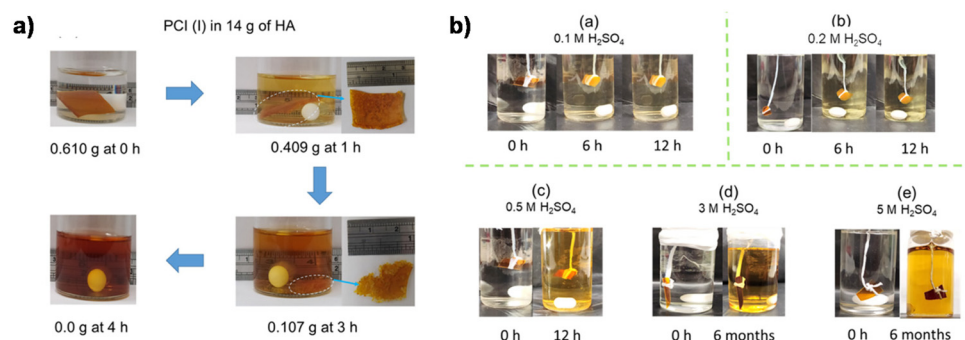 a)
PCI (I) in 14 g of HA
0.610 g at 0 h
0.409 g at 1 h
0.0 g at 4 h
0.107 g at 3 h
b)
(a)
0.1 M H₂SO₄
0 h 6 h 12 h
(b)
0.2 M H₂SO₄
0 h 6 h 12 h
(c)
0.5 M H₂SO₄
0 h 12 h
(d)
3 M H₂SO₄
0 h 6 months
(e)
5 M H₂SO₄
0 h 6 months